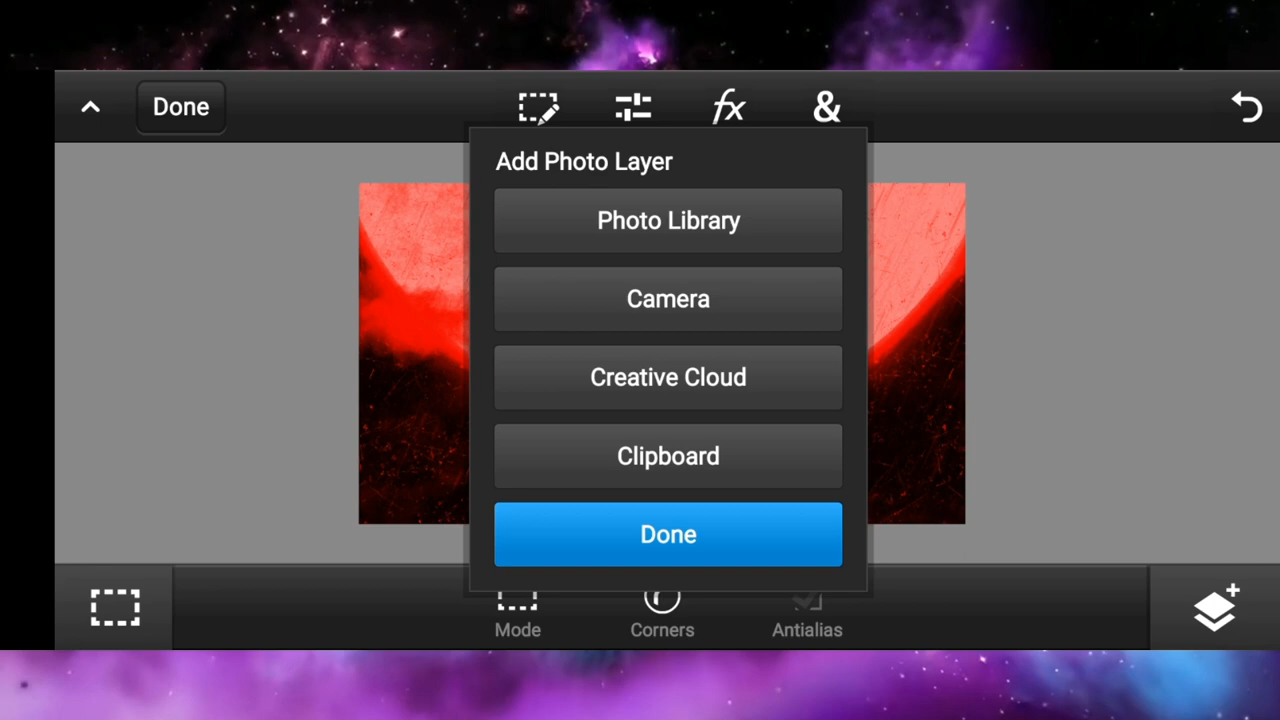 Done
fx
&
Add Photo Layer
Photo Library
Camera
Creative Cloud
Clipboard
Done
Mode
Corners
Antialias